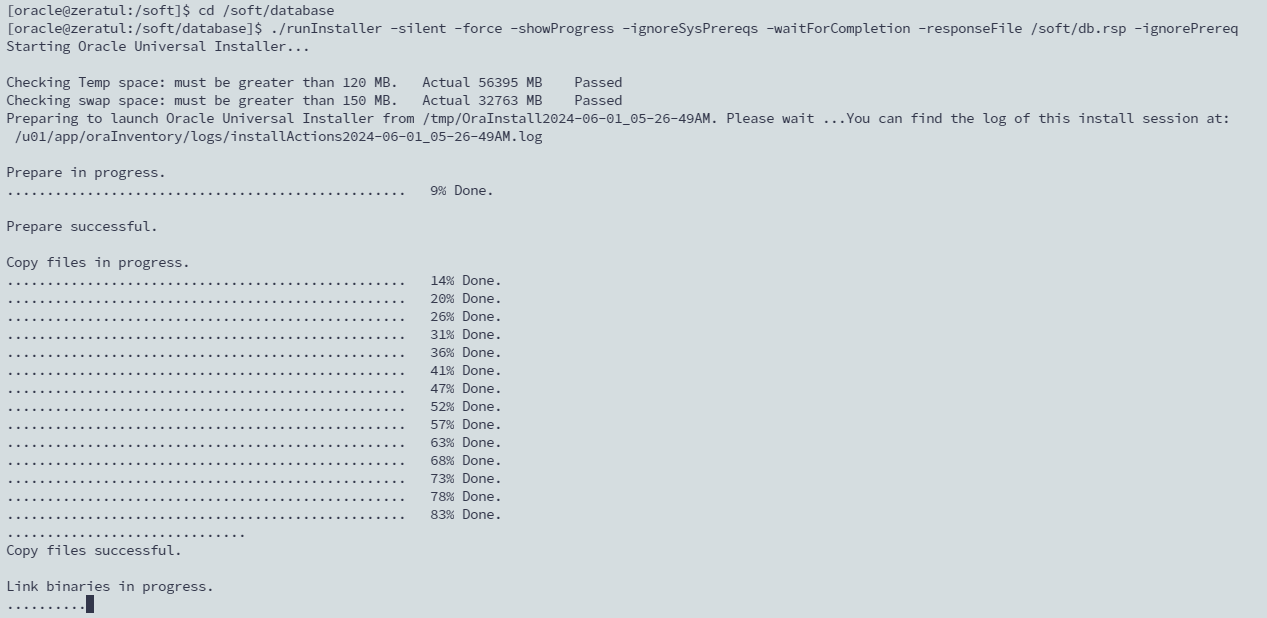 [oracle@zeratul:/soft]$ cd /soft/database
[oracle@zeratul:/soft/database]$ ./runInstaller -silent -force -showProgress -ignoreSysPrereqs -waitForCompletion -responseFile /soft/db.rsp -ignorePrereq
Starting Oracle Universal Installer...

Checking Temp space: must be greater than 120 MB.   Actual 56395 MB    Passed
Checking swap space: must be greater than 150 MB.   Actual 32763 MB    Passed
Preparing to launch Oracle Universal Installer from /tmp/OraInstall2024-06-01_05-26-49AM. Please wait ...You can find the log of this install session at:
 /u01/app/oraInventory/logs/installActions2024-06-01_05-26-49AM.log

Prepare in progress.
..................................................   9% Done.

Prepare successful.

Copy files in progress.
..................................................   14% Done.
..................................................   20% Done.
..................................................   26% Done.
..................................................   31% Done.
..................................................   36% Done.
..................................................   41% Done.
..................................................   47% Done.
..................................................   52% Done.
..................................................   57% Done.
..................................................   63% Done.
..................................................   68% Done.
..................................................   73% Done.
..................................................   78% Done.
..................................................   83% Done.
..............................
Copy files successful.

Link binaries in progress.
..........